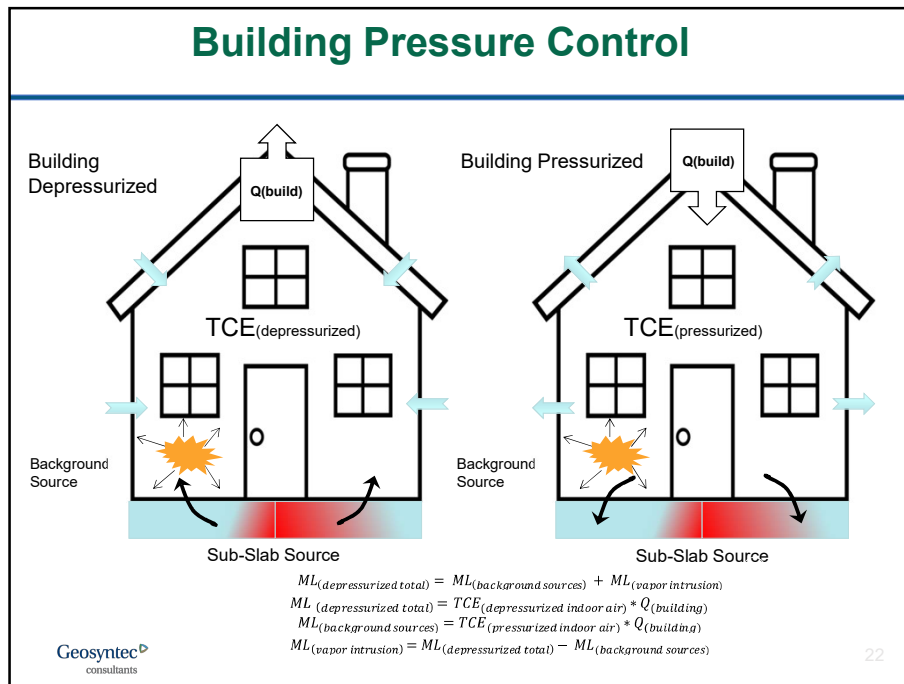 Building Pressure Control
Building
Depressurized
Q(build)
TCE(depressurized)
Background
Source
Sub-Slab Source
Building Pressurized
Q(build)
TCE(pressurized)
Background
Source
Sub-Slab Source
ML(depressurized total) = ML(background sources) + ML(vapor intrusion)
ML (depressurized total) = TCE(depressurized indoor air) * Q(building)
ML(background sources) = TCE(pressurized indoor air) * Q(building)
ML(vapor intrusion) = ML(depressurized total) − ML(background sources)
Geosyntec
consultants
22